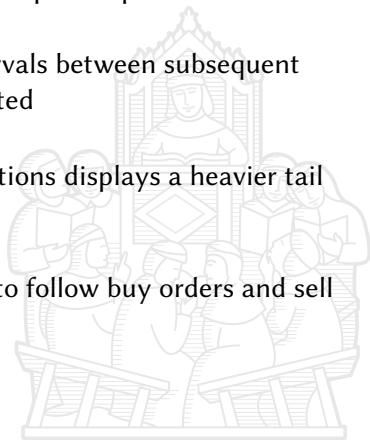 rvals between subsequent
ted
tions displays a heavier tail
to follow buy orders and sell